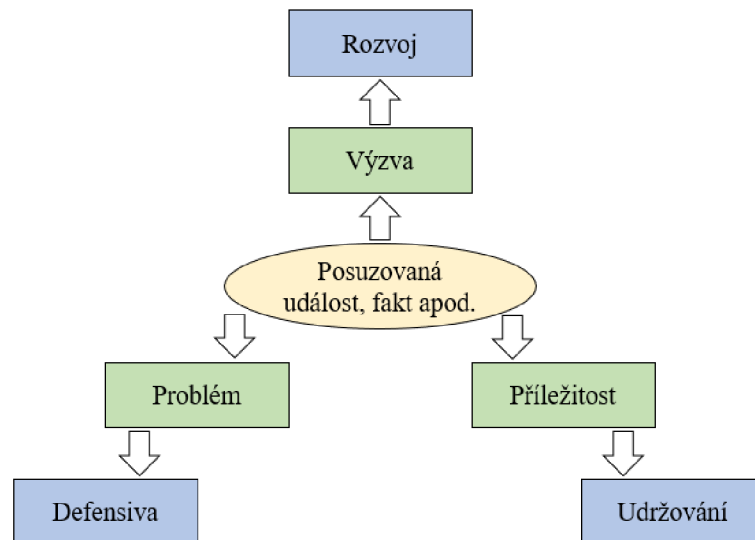 Rozvoj
Výzva
Posuzovaná
událost, fakt apod.
Problém
Příležitost
Defensiva
Udržování